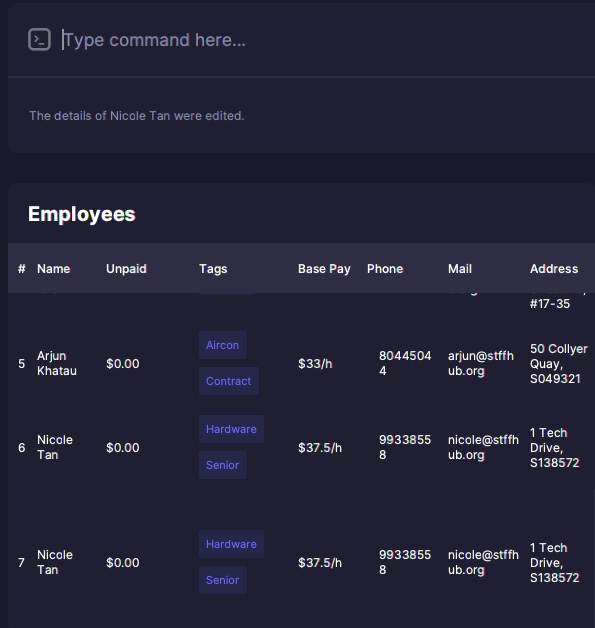 Type command here...
The details of Nicole Tan were edited.
Employees
# Name Unpaid Tags Base Pay Phone Mail Address
#17-35
5 Arjun Khatau $0.00 Aircon Contract $33/h 80445044 arjun@stffhub.org 50 Collyer Quay, S049321
6 Nicole Tan $0.00 Hardware Senior $37.5/h 99338558 nicole@stffhub.org 1 Tech Drive, S138572
7 Nicole Tan $0.00 Hardware Senior $37.5/h 99338558 nicole@stffhub.org 1 Tech Drive, S138572